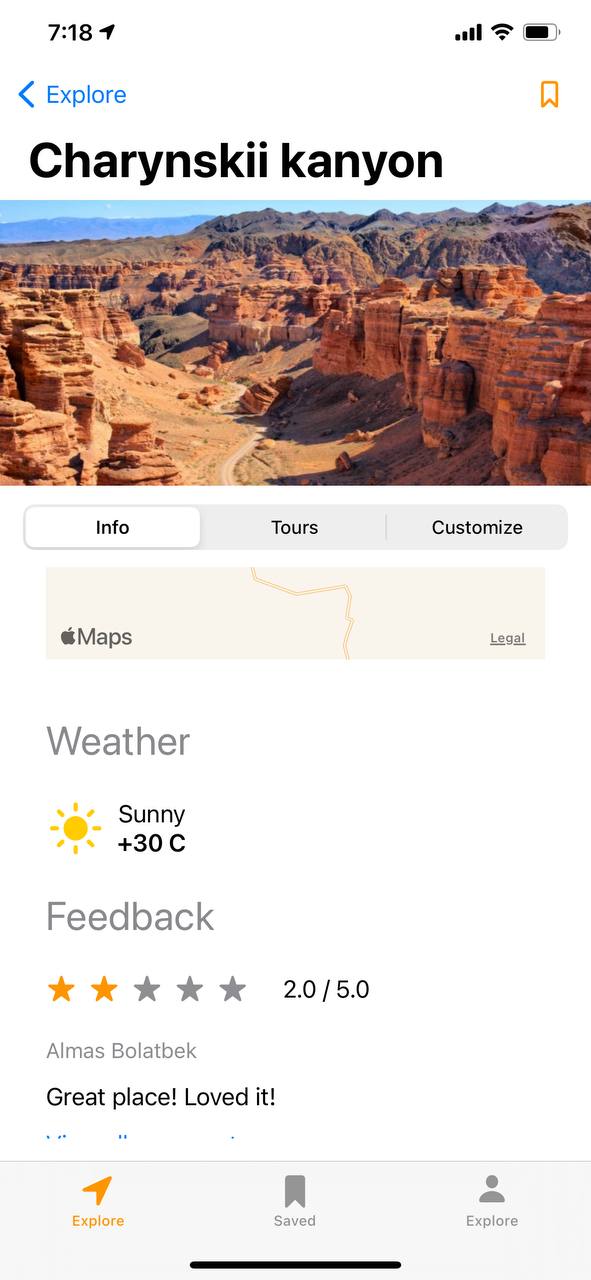 7:18
Explore
Charynskii kanyon
Info Tours Customize
Maps Legal
Weather
Sunny
+30 C
Feedback
2.0 / 5.0
Almas Bolatbek
Great place! Loved it!
Explore Saved Explore